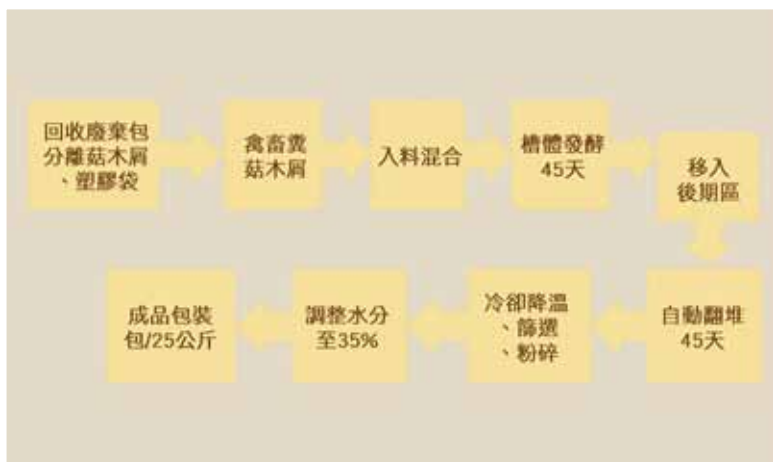 回收廢棄包
分離菇木屑
、塑膠袋
禽畜糞
菇木屑
入料混合
槽體發酵
45天
移入
後期區
自動翻堆
45天
冷卻降溫
、篩選
、粉碎
調整水分
至35%
成品包裝
包/25公斤